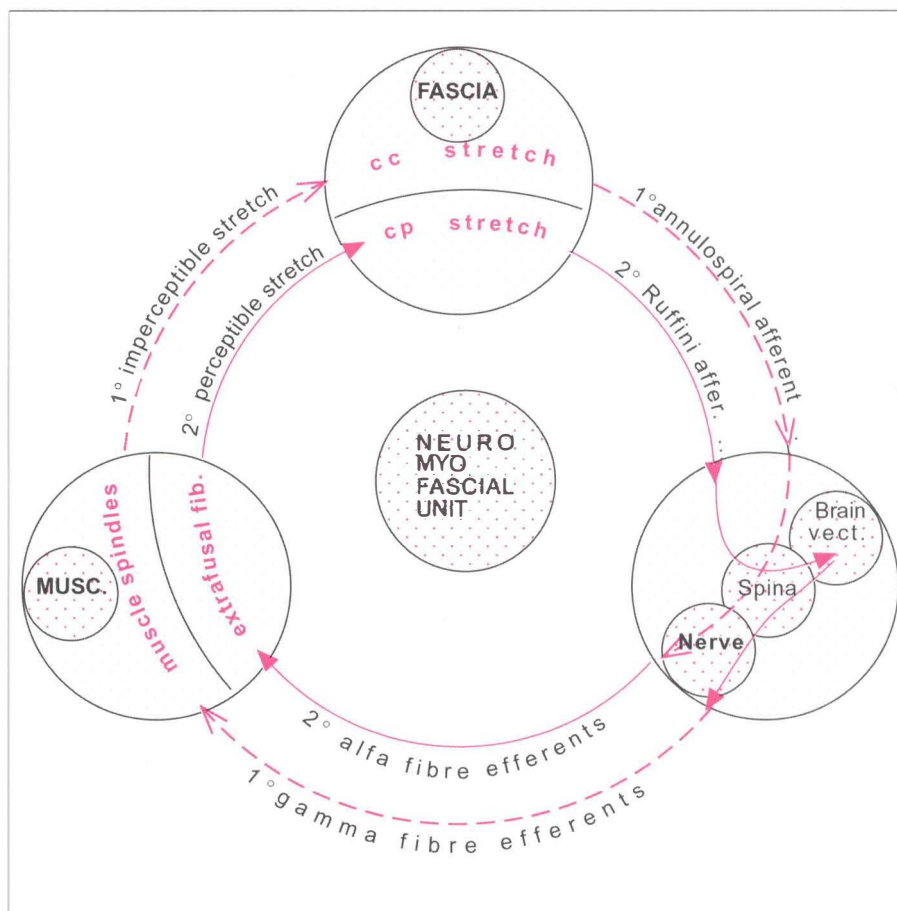 FASCIA
cc stretch
cp stretch
1° imperceptible stretch
2° perceptible stretch
1°annulospiral afferent .
2° Ruffini affer. ..
NEURO
MYO
FASCIAL
UNIT
MUSC.
muscle spindles
extrafusal fib.
Brain
vect.
Spina
Nerve
2° alfa fibre efferents
1°gamma fibre efferents